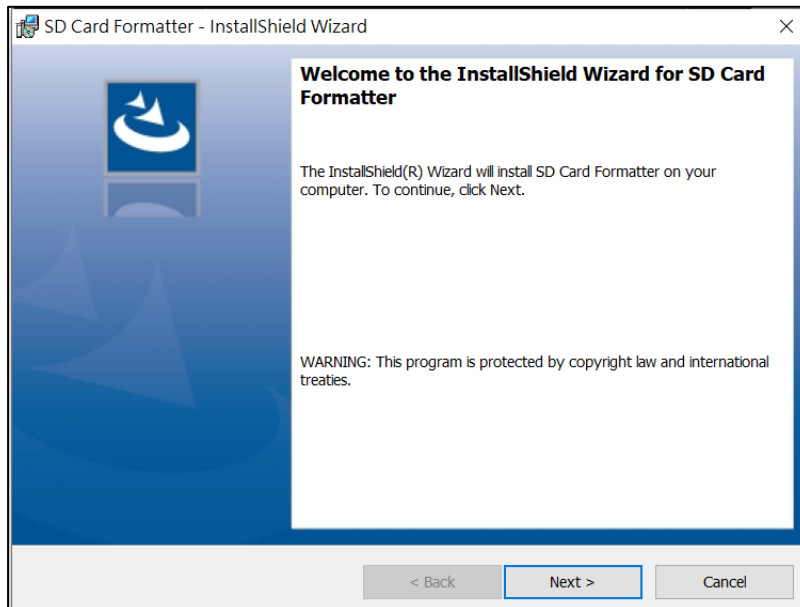 SD Card Formatter - InstallShield Wizard
Welcome to the InstallShield Wizard for SD Card
Formatter
The InstallShield(R) Wizard will install SD Card Formatter on your
computer. To continue, click Next.
WARNING: This program is protected by copyright law and international
treaties.
< Back
Next >
Cancel